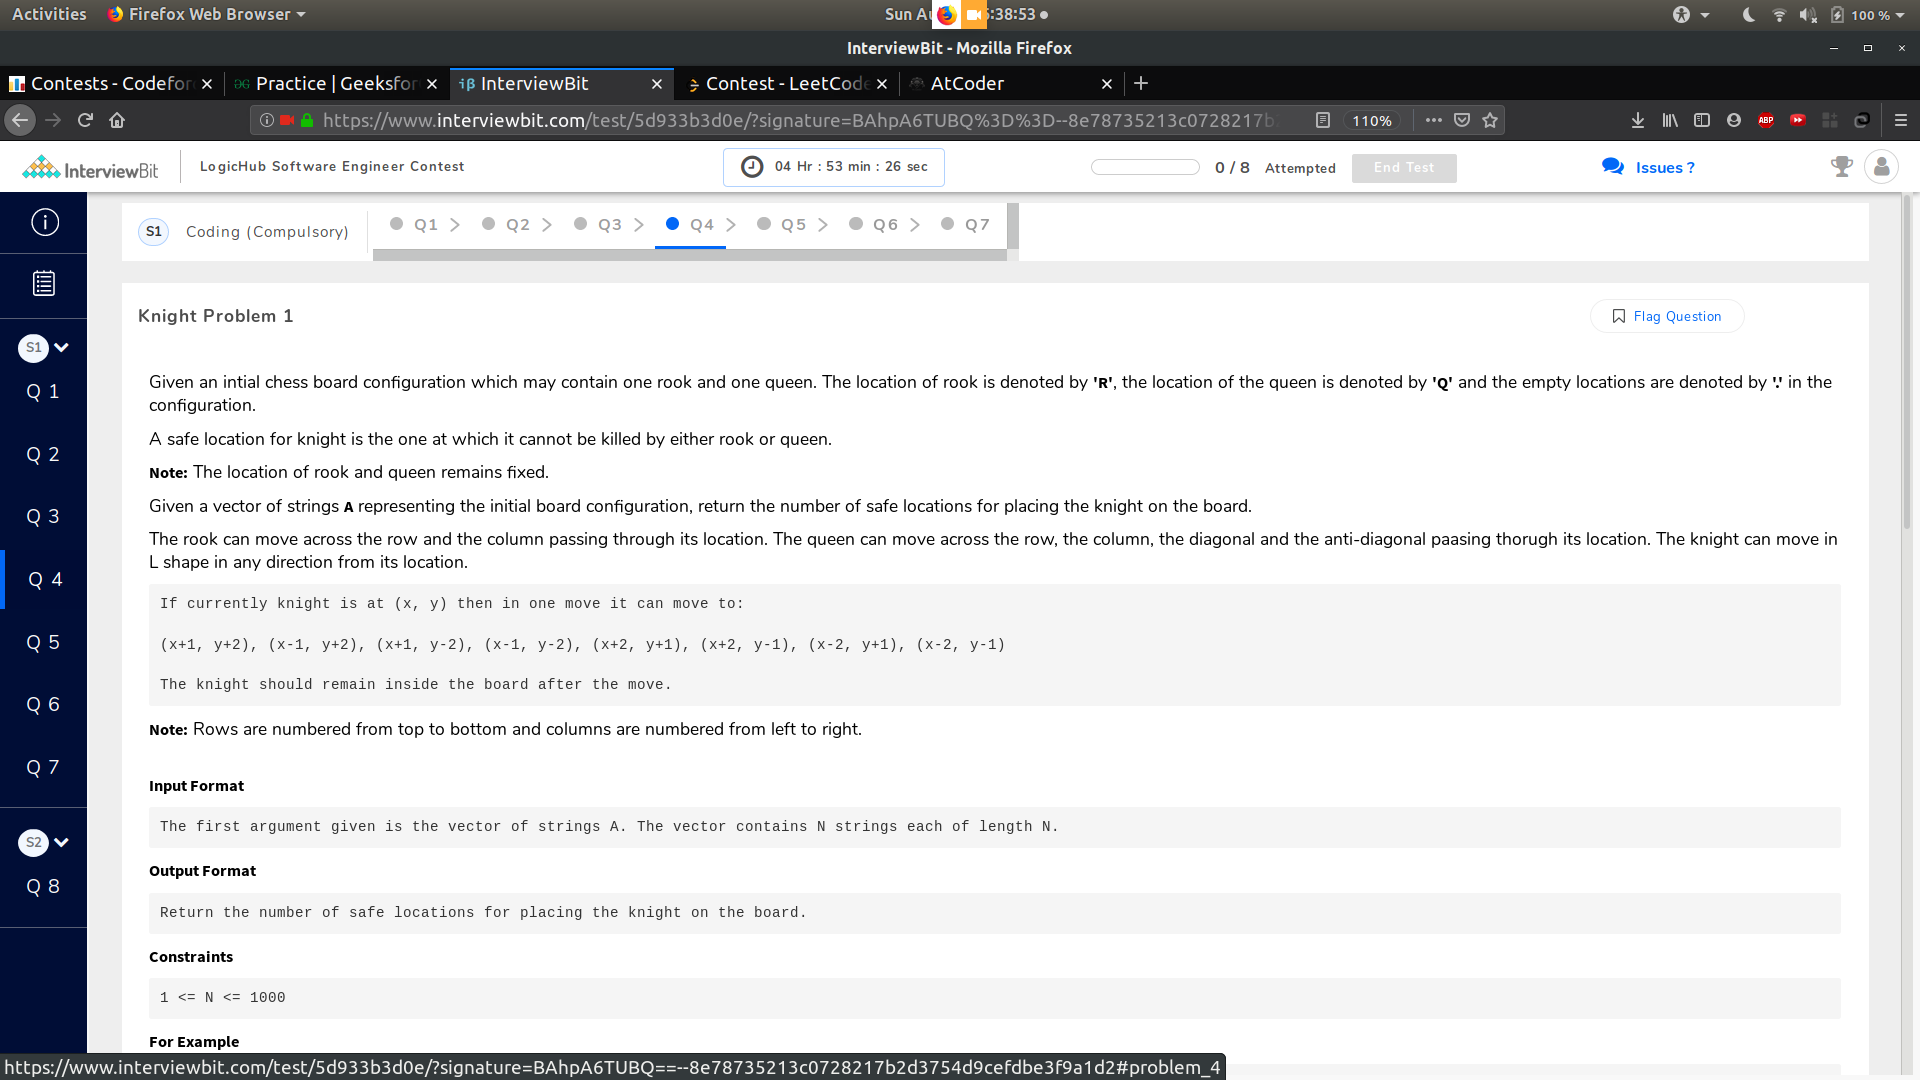 Activities Firefox Web Browser Sun Au 5:38:53 100 %
InterviewBit - Mozilla Firefox
Contests - Codefor Practice | Geeksfor InterviewBit Contest - LeetCode AtCoder
https://www.interviewbit.com/test/5d933b3d0e/?signature=BAhpA6TUBQ%3D%3D--8e78735213c0728217b2 110%
InterviewBit LogicHub Software Engineer Contest 04 Hr : 53 min : 26 sec 0 / 8 Attempted End Test Issues ?
S1 Coding (Compulsory) Q1 Q2 Q3 Q4 Q5 Q6 Q7
Knight Problem 1 Flag Question
S1
Q 1
Q 2
Q 3
Q 4
Q 5
Q 6
Q 7
S2
Q 8
Given an intial chess board configuration which may contain one rook and one queen. The location of rook is denoted by 'R', the location of the queen is denoted by 'Q' and the empty locations are denoted by '.' in the
configuration.
A safe location for knight is the one at which it cannot be killed by either rook or queen.
Note: The location of rook and queen remains fixed.
Given a vector of strings A representing the initial board configuration, return the number of safe locations for placing the knight on the board.
The rook can move across the row and the column passing through its location. The queen can move across the row, the column, the diagonal and the anti-diagonal paasing thorugh its location. The knight can move in
L shape in any direction from its location.
If currently knight is at (x, y) then in one move it can move to:
(x+1, y+2), (x-1, y+2), (x+1, y-2), (x-1, y-2), (x+2, y+1), (x+2, y-1), (x-2, y+1), (x-2, y-1)
The knight should remain inside the board after the move.
Note: Rows are numbered from top to bottom and columns are numbered from left to right.
Input Format
The first argument given is the vector of strings A. The vector contains N strings each of length N.
Output Format
Return the number of safe locations for placing the knight on the board.
Constraints
1 <= N <= 1000
For Example
https://www.interviewbit.com/test/5d933b3d0e/?signature=BAhpA6TUBQ==--8e78735213c0728217b2d3754d9cefdbe3f9a1d2#problem_4